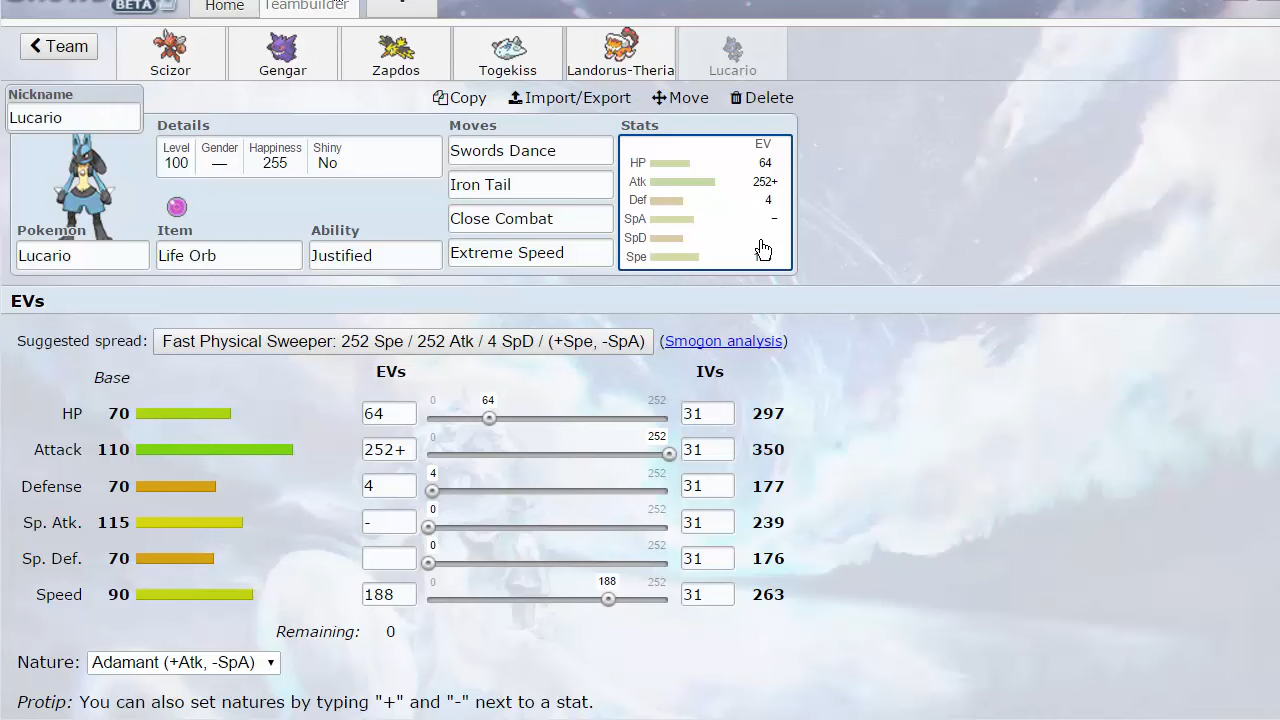 BETA
Home
Teambuilder
Team
Scizor
Gengar
Zapdos
Togekiss
Landorus-Theria
Lucario
Nickname
Lucario
Copy
Import/Export
Move
Delete
Details
Level Gender Happiness Shiny
100 — 255 No
Moves
Swords Dance
Iron Tail
Close Combat
Extreme Speed
Stats
EV
HP 64
Atk 252+
Def 4
SpA −
SpD
Spe
Pokemon
Lucario
Item
Life Orb
Ability
Justified
EVs
Suggested spread: Fast Physical Sweeper: 252 Spe / 252 Atk / 4 SpD / (+Spe, -SpA) (Smogon analysis)
Base EVs IVs
HP 70 64 0 64 252 31 297
Attack 110 252+ 0 252 31 350
Defense 70 4 4 252 31 177
Sp. Atk. 115 - 0 252 31 239
Sp. Def. 70 0 252 31 176
Speed 90 188 0 188 252 31 263
Remaining: 0
Nature: Adamant (+Atk, -SpA)
Protip: You can also set natures by typing "+" and "-" next to a stat.